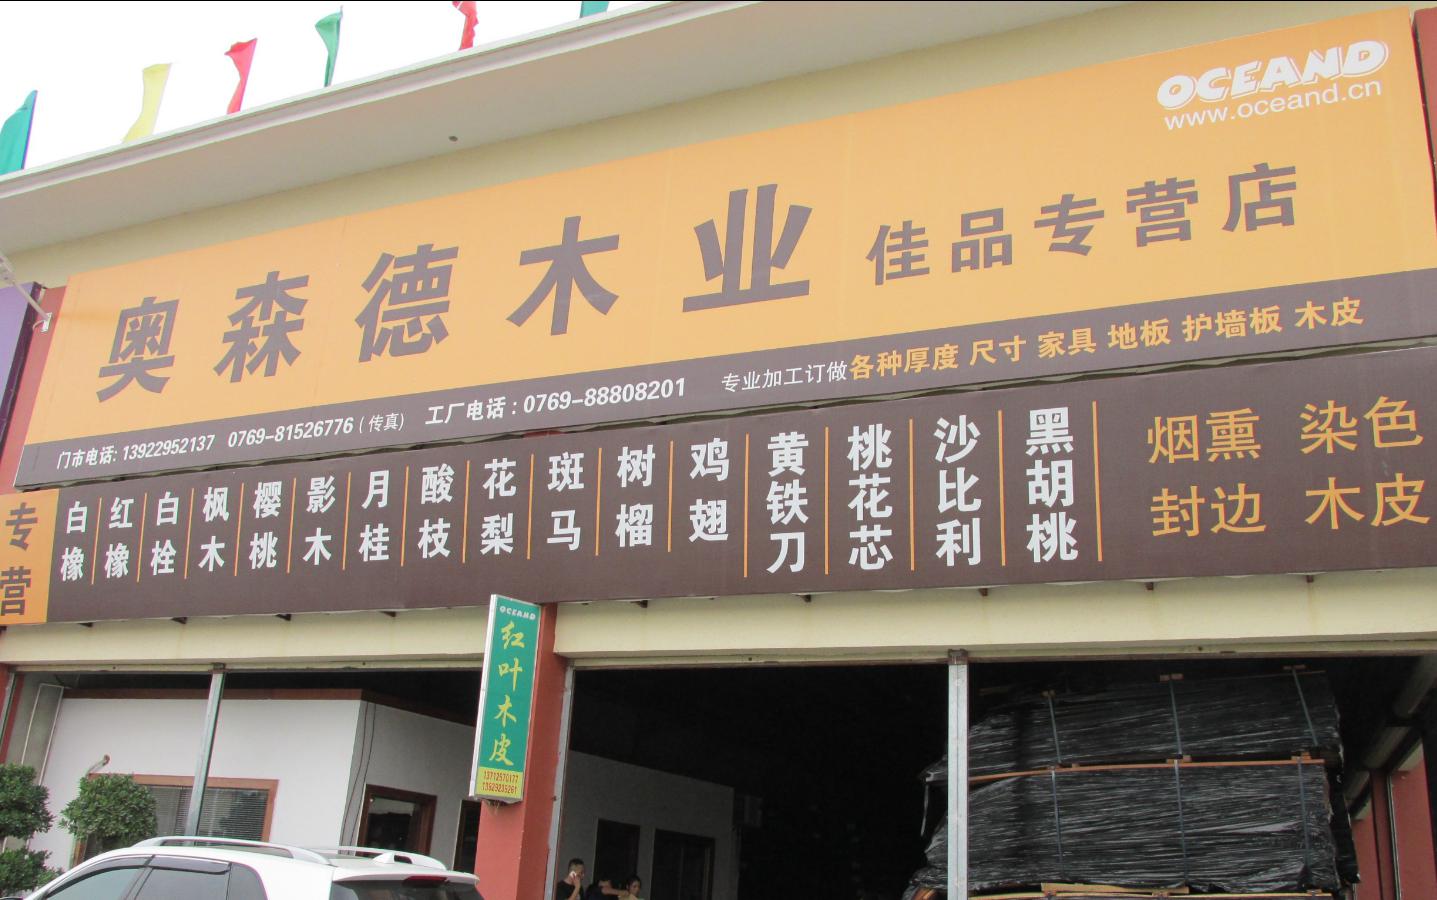 OCEAND
www.oceand.cn
奥森德木业 佳品专营店
门市电话: 13922952137 0769-81526776 (传真) 工厂电话: 0769-88808201 专业加工订做各种厚度 尺寸 家具 地板 护墙板 木皮
专营
白橡
红橡
白栓
枫木
樱桃
影木
月桂
酸枝
花梨
斑马
树榴
鸡翅
黄铁刀
桃花芯
沙比利
黑胡桃
烟熏 染色
封边 木皮
OCEAND
红叶木皮
13712570177
13529235261